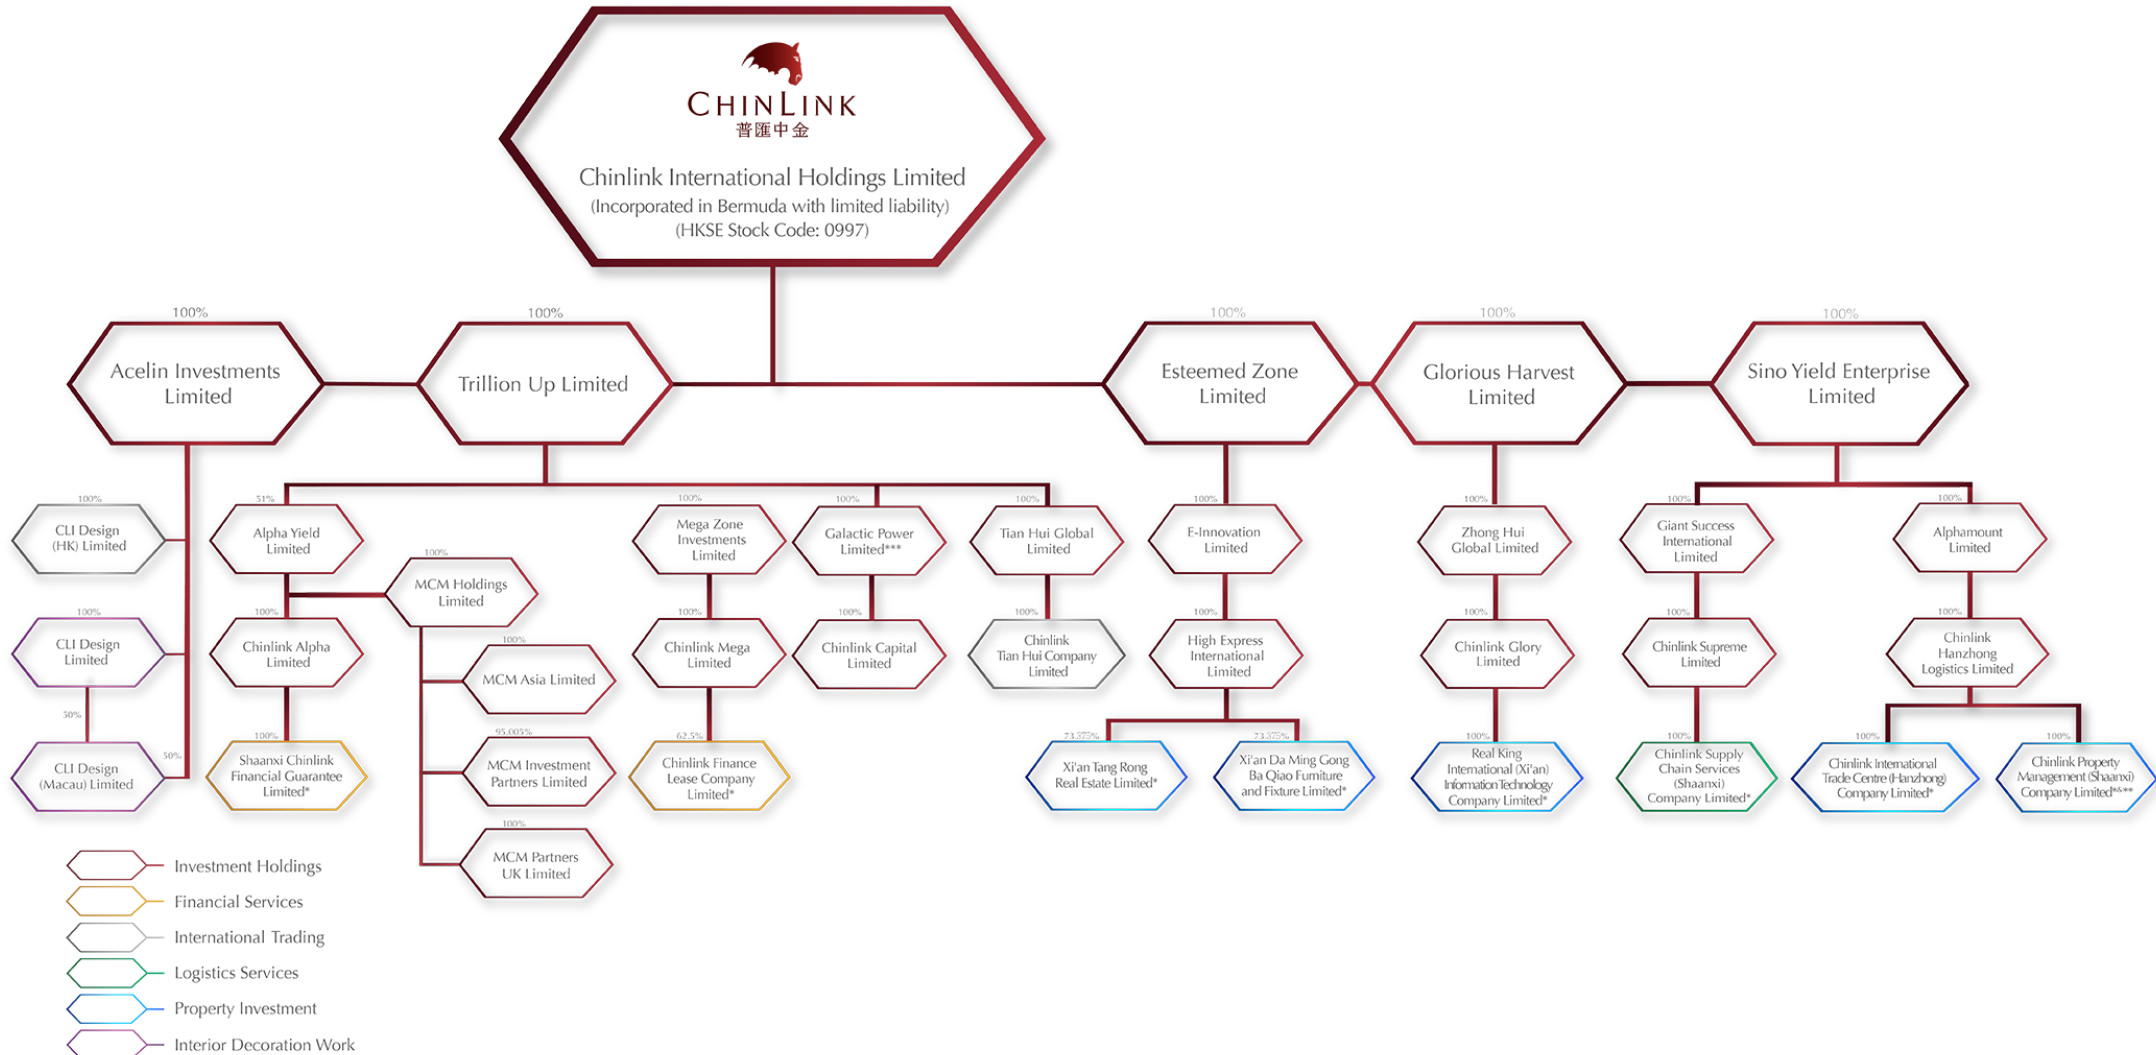 CHINLINK
普匯中金
Chinlink International Holdings Limited
(Incorporated in Bermuda with limited liability)
(HKSE Stock Code: 0997)
100%
Acelin Investments
Limited
100%
Trillion Up Limited
100%
Esteemed Zone
Limited
100%
Glorious Harvest
Limited
100%
Sino Yield Enterprise
Limited
100%
CLI Design
(HK) Limited
100%
CLI Design
Limited
50%
50%
CLI Design
(Macau) Limited
51%
Alpha Yield
Limited
100%
MCM Holdings
Limited
100%
Chinlink Alpha
Limited
100%
Shaanxi Chinlink
Financial Guarantee
Limited*
100%
MCM Asia Limited
95.005%
MCM Investment
Partners Limited
100%
MCM Partners
UK Limited
100%
Mega Zone
Investments
Limited
100%
Chinlink Mega
Limited
62.5%
Chinlink Finance
Lease Company
Limited*
100%
Galactic Power
Limited***
100%
Chinlink Capital
Limited
100%
Tian Hui Global
Limited
100%
Chinlink
Tian Hui Company
Limited
100%
E-Innovation
Limited
100%
High Express
International
Limited
73.375%
Xi'an Tang Rong
Real Estate Limited*
73.375%
Xi'an Da Ming Gong
Ba Qiao Furniture
and Fixture Limited*
100%
Zhong Hui
Global Limited
100%
Chinlink Glory
Limited
100%
Real King
International (Xi'an)
Information Technology
Company Limited*
100%
Giant Success
International
Limited
100%
Chinlink Supreme
Limited
100%
Chinlink Supply
Chain Services
(Shaanxi)
Company Limited*
100%
Alphamount
Limited
100%
Chinlink
Hanzhong
Logistics Limited
100%
Chinlink International
Trade Centre (Hanzhong)
Company Limited*
100%
Chinlink Property
Management (Shaanxi)
Company Limited*&**
Investment Holdings
Financial Services
International Trading
Logistics Services
Property Investment
Interior Decoration Work